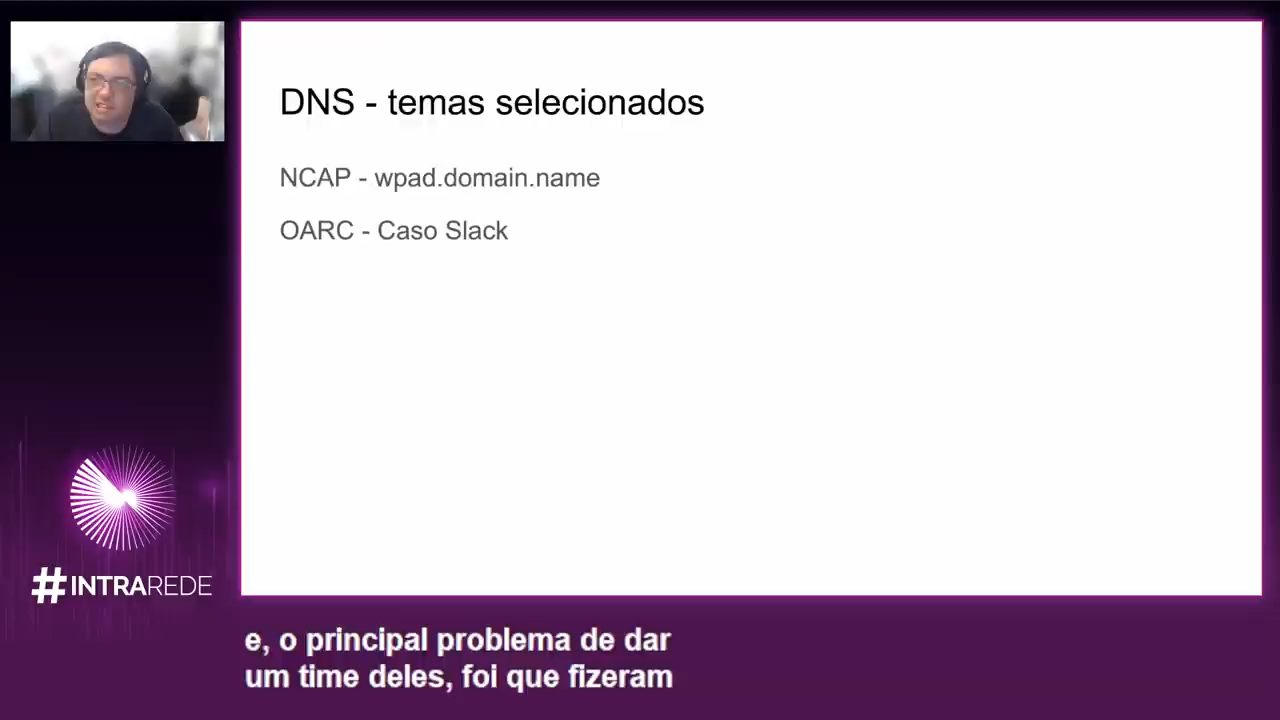 DNS - temas selecionados
NCAP - wpad.domain.name
OARC - Caso Slack
#INTRAREDE
e, o principal problema de dar
um time deles, foi que fizeram